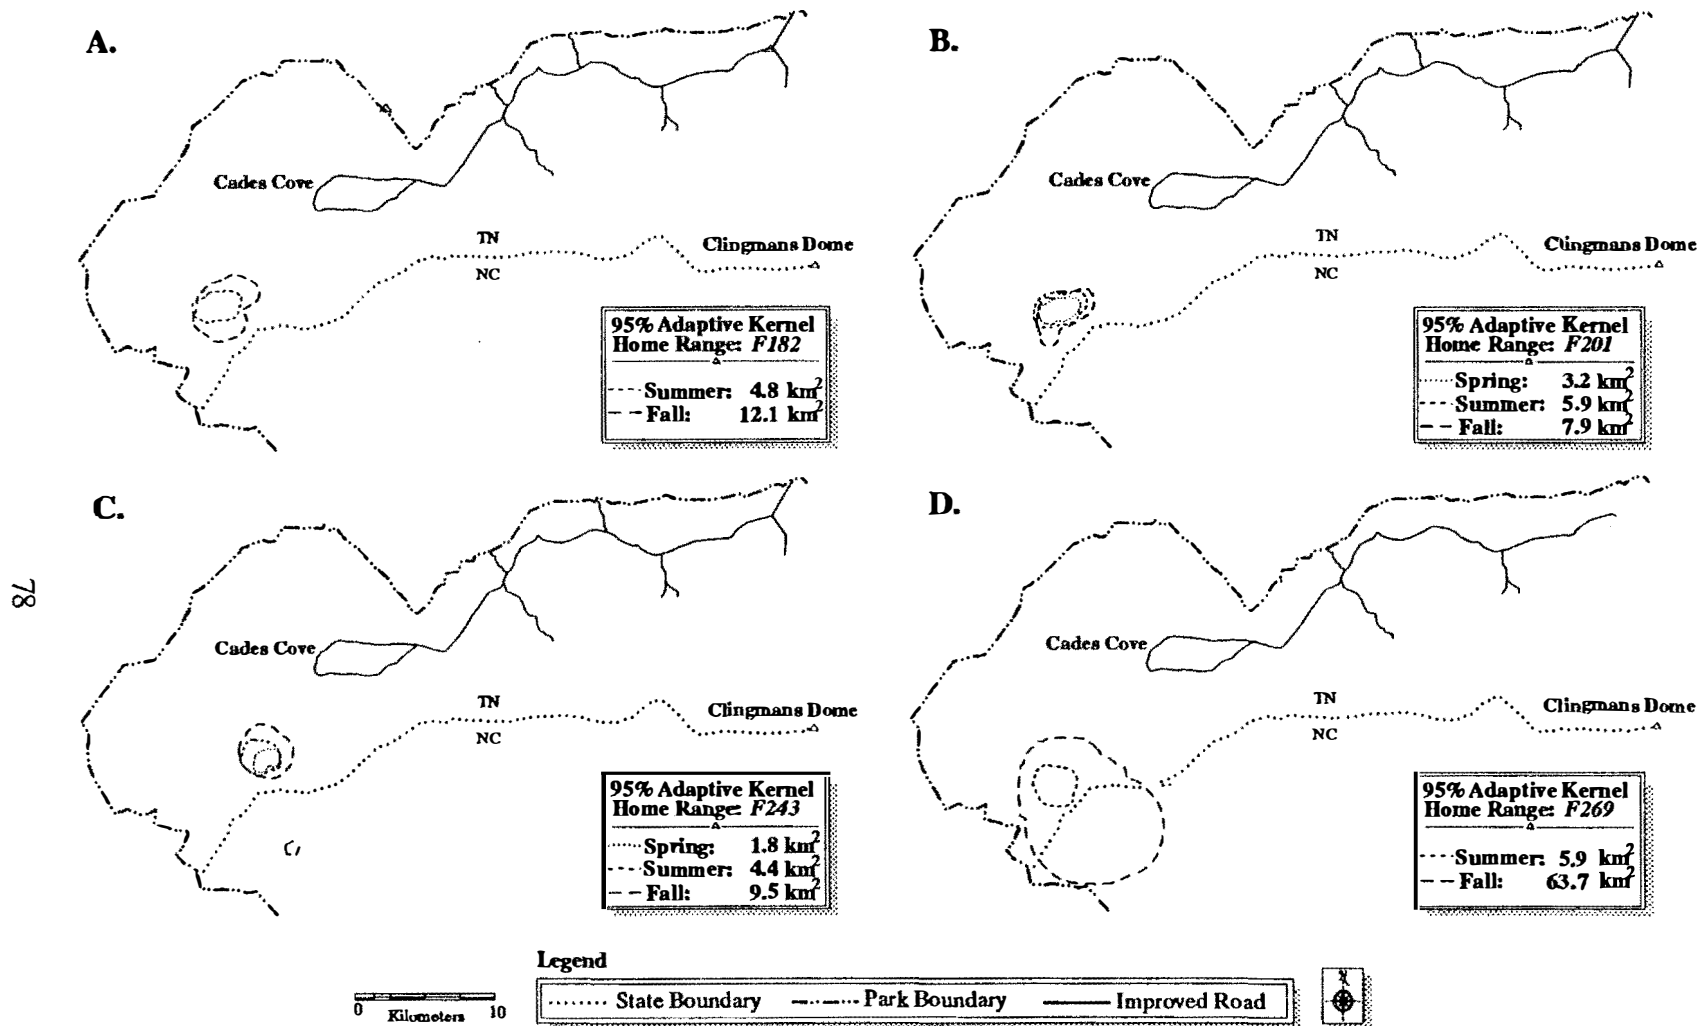 A.
Cades Cove
TN
NC
Clingmans Dome
95% Adaptive Kernel
Home Range: F182
Summer: 4.8 km²
Fall: 12.1 km²
B.
Cades Cove
TN
NC
Clingmans Dome
95% Adaptive Kernel
Home Range: F201
Spring: 3.2 km²
Summer: 5.9 km²
Fall: 7.9 km²
C.
Cades Cove
TN
NC
Clingmans Dome
95% Adaptive Kernel
Home Range: F243
Spring: 1.8 km²
Summer: 4.4 km²
Fall: 9.5 km²
D.
Cades Cove
TN
NC
Clingmans Dome
95% Adaptive Kernel
Home Range: F269
Summer: 5.9 km²
Fall: 63.7 km²
78
Legend
State Boundary Park Boundary Improved Road
0 10
Kilometers
N